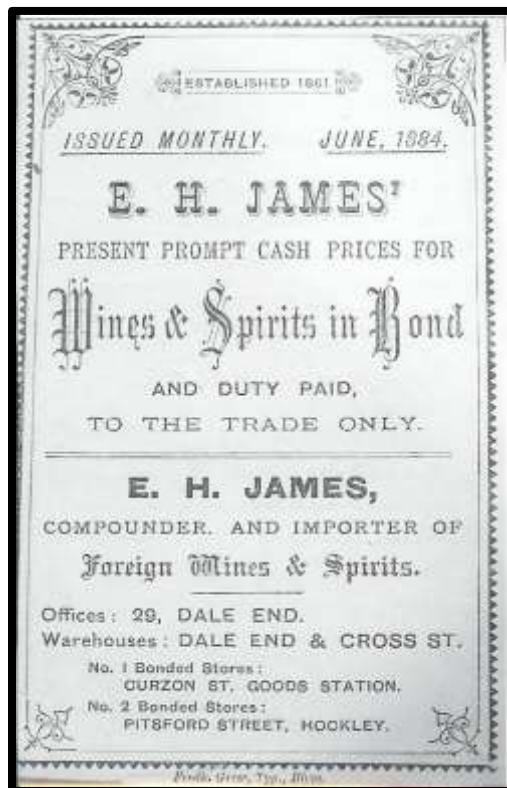 ESTABLISHED 1861
ISSUED MONTHLY. JUNE, 1884.
E. H. JAMES'
PRESENT PROMPT CASH PRICES FOR
Wines & Spirits in Bond
AND DUTY PAID,
TO THE TRADE ONLY.
E. H. JAMES,
COMPOUNDER. AND IMPORTER OF
Foreign Wines & Spirits.
Offices: 29, DALE END.
Warehouses: DALE END & CROSS ST.
No. 1 Bonded Stores:
CURZON ST. GOODS STATION.
No. 2 Bonded Stores:
PITSFORD STREET, HOCKLEY.
Typ.,